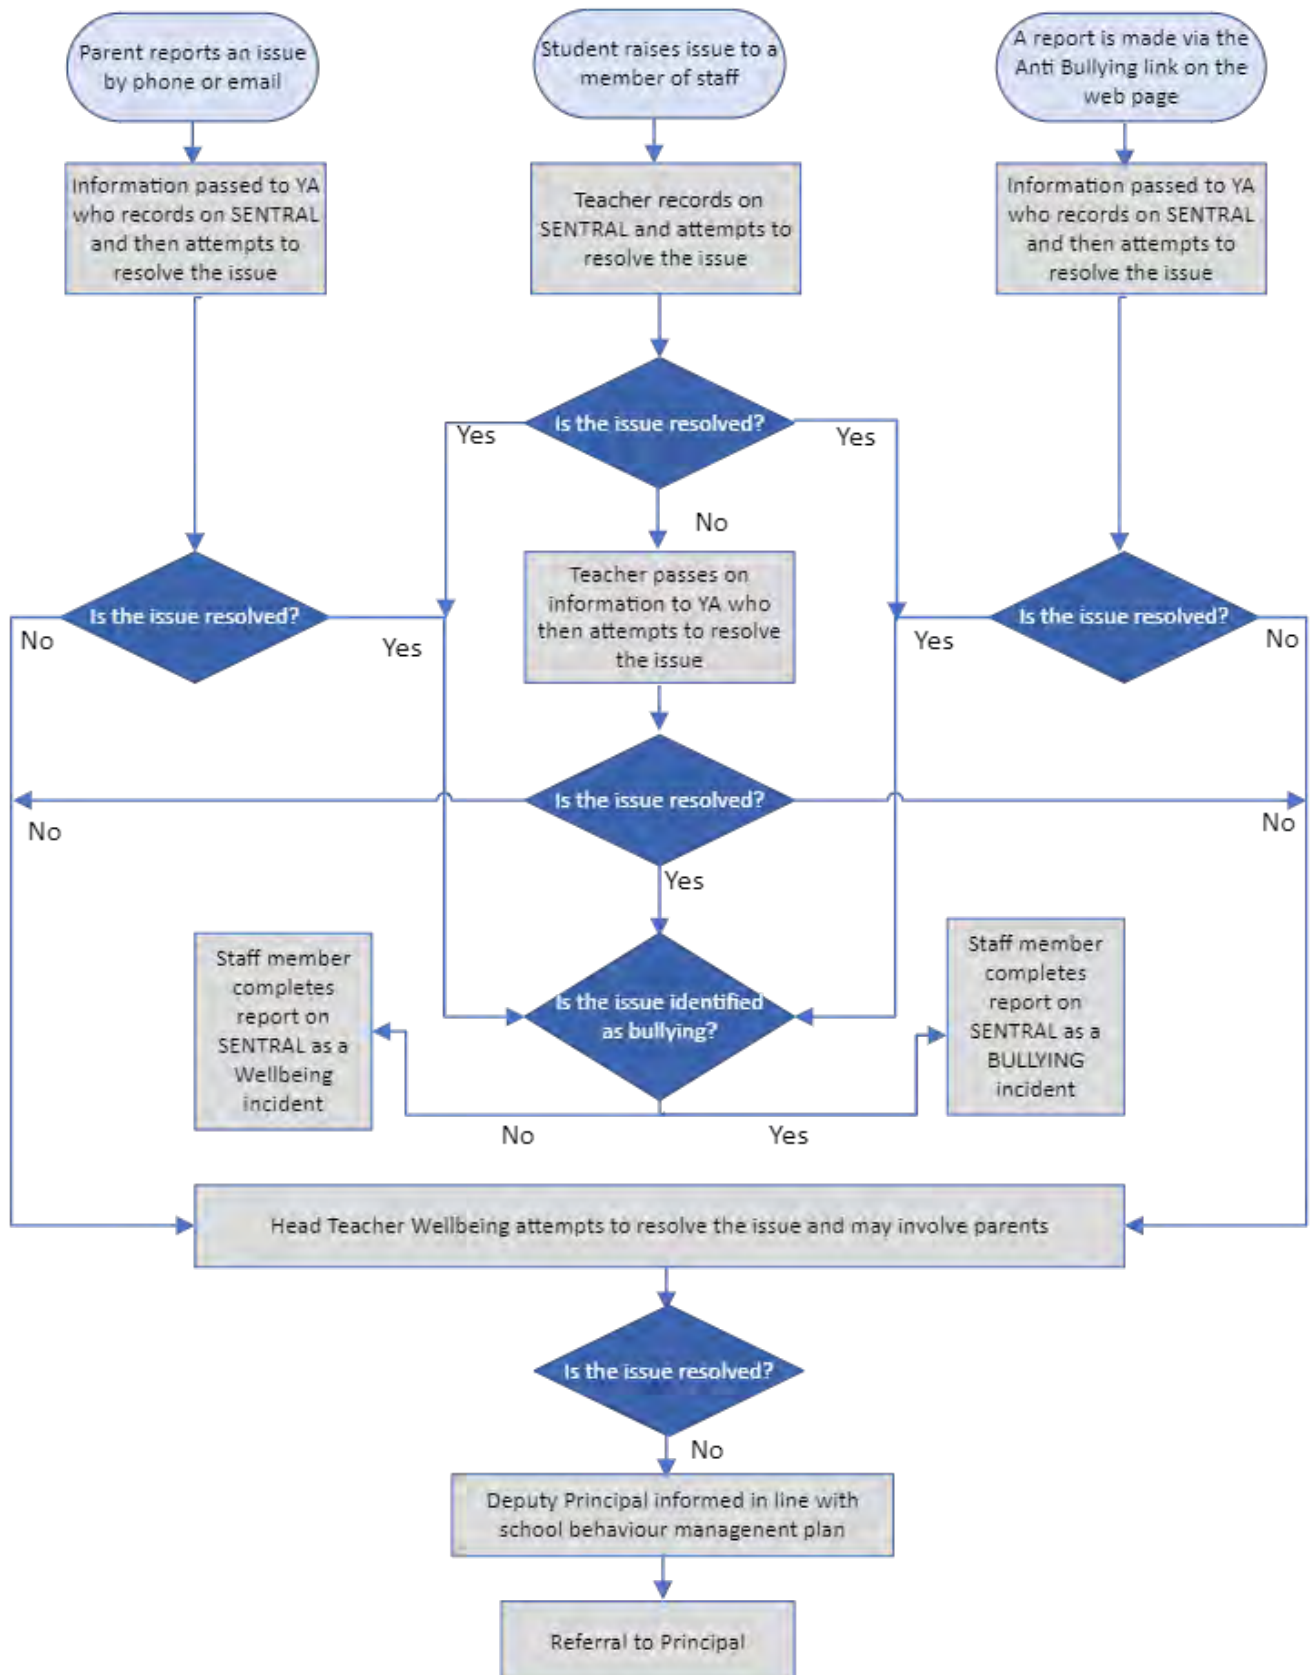 Parent reports an issue
by phone or email
Student raises issue to a
member of staff
A report is made via the
Anti Bullying link on the
web page
Information passed to YA
who records on SENTRAL
and then attempts to
resolve the issue
Teacher records on
SENTRAL and attempts to
resolve the issue
Information passed to YA
who records on SENTRAL
and then attempts to
resolve the issue
Is the issue resolved?
Yes
Yes
No
Teacher passes on
information to YA who
then attempts to resolve
the issue
Is the issue resolved?
No
Yes
Is the issue resolved?
Yes
No
Is the issue resolved?
No
No
Yes
Is the issue identified
as bullying?
Staff member
completes
report on
SENTRAL as a
Wellbeing
incident
Staff member
completes
report on
SENTRAL as a
BULLYING
incident
No
Yes
Head Teacher Wellbeing attempts to resolve the issue and may involve parents
Is the issue resolved?
No
Deputy Principal informed in line with
school behaviour managenent plan
Referral to Principal